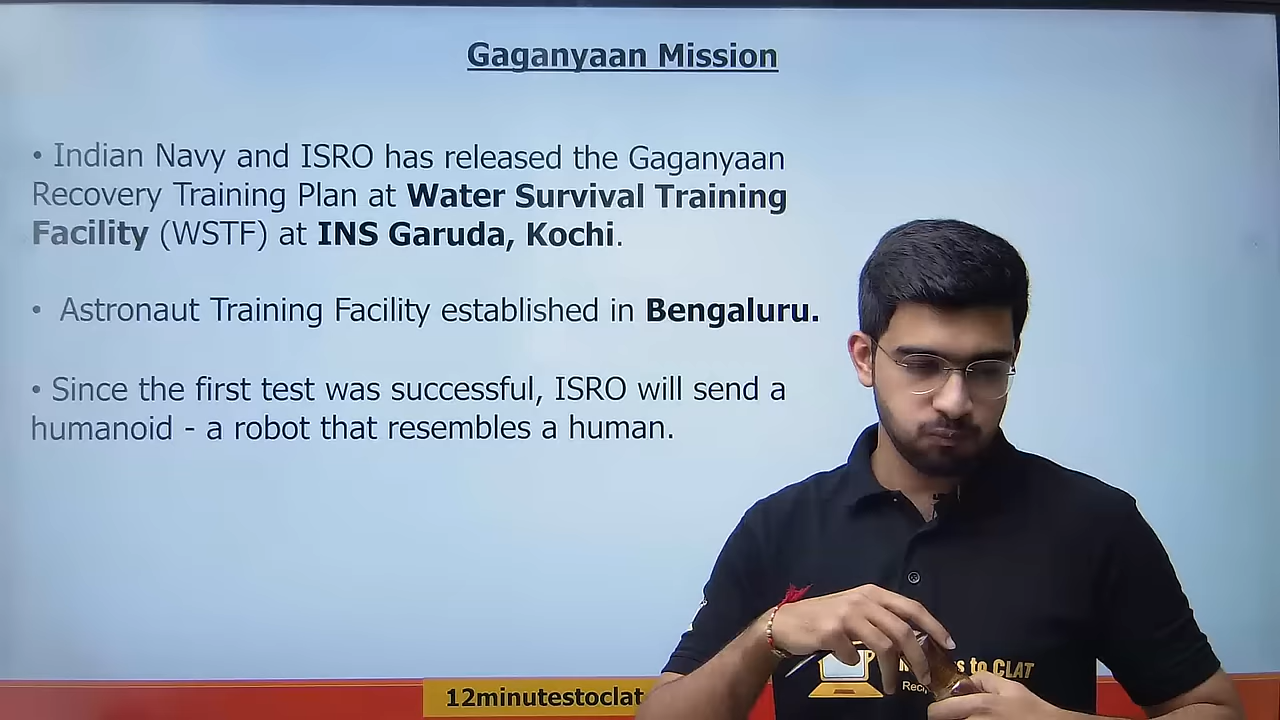 Gaganyaan Mission
• Indian Navy and ISRO has released the Gaganyaan
Recovery Training Plan at Water Survival Training
Facility (WSTF) at INS Garuda, Kochi.
• Astronaut Training Facility established in Bengaluru.
• Since the first test was successful, ISRO will send a
humanoid - a robot that resembles a human.
12minutestoclat
to CLAT